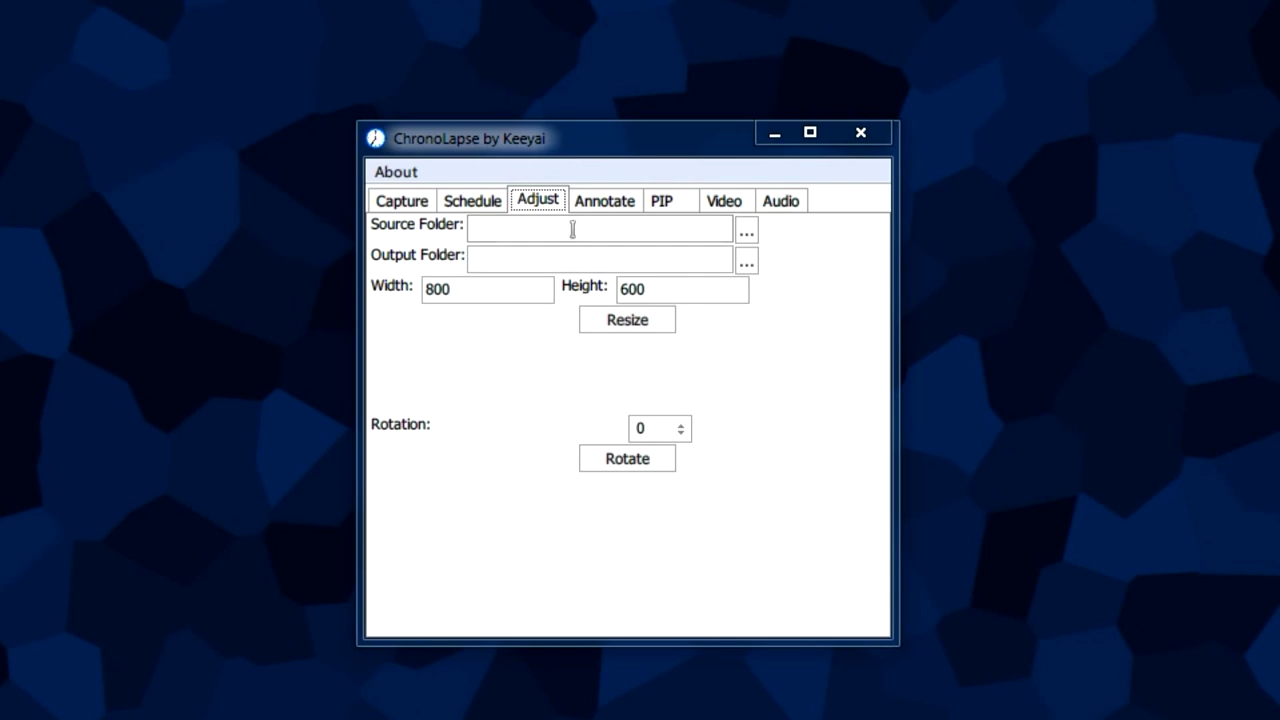 ChronoLapse by Keeyai
About
Capture Schedule Adjust Annotate PIP Video Audio
Source Folder: ...
Output Folder: ...
Width: 800 Height: 600
Resize
Rotation: 0
Rotate